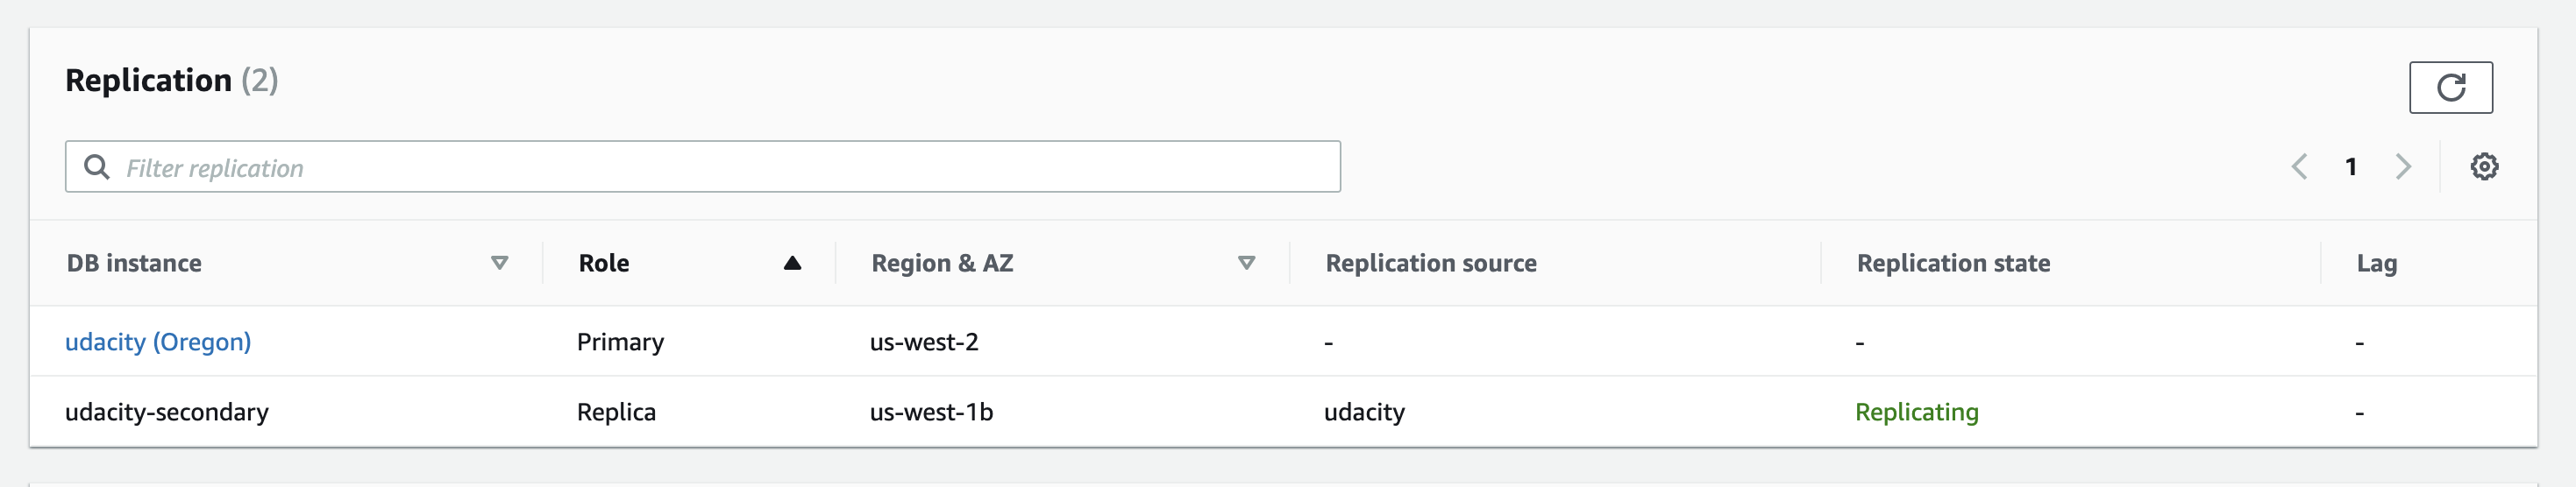 Replication (2)
Filter replication
1
DB instance Role Region & AZ Replication source Replication state Lag
udacity (Oregon) Primary us-west-2 - - -
udacity-secondary Replica us-west-1b udacity Replicating -